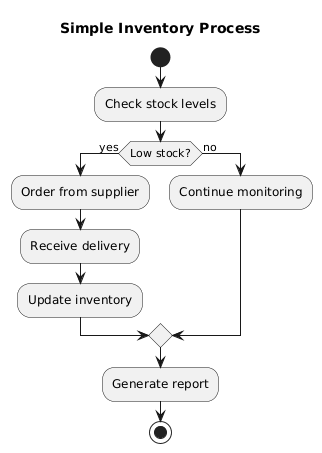 Simple Inventory Process
Check stock levels
yes
Low stock?
no
Order from supplier
Continue monitoring
Receive delivery
Update inventory
Generate report